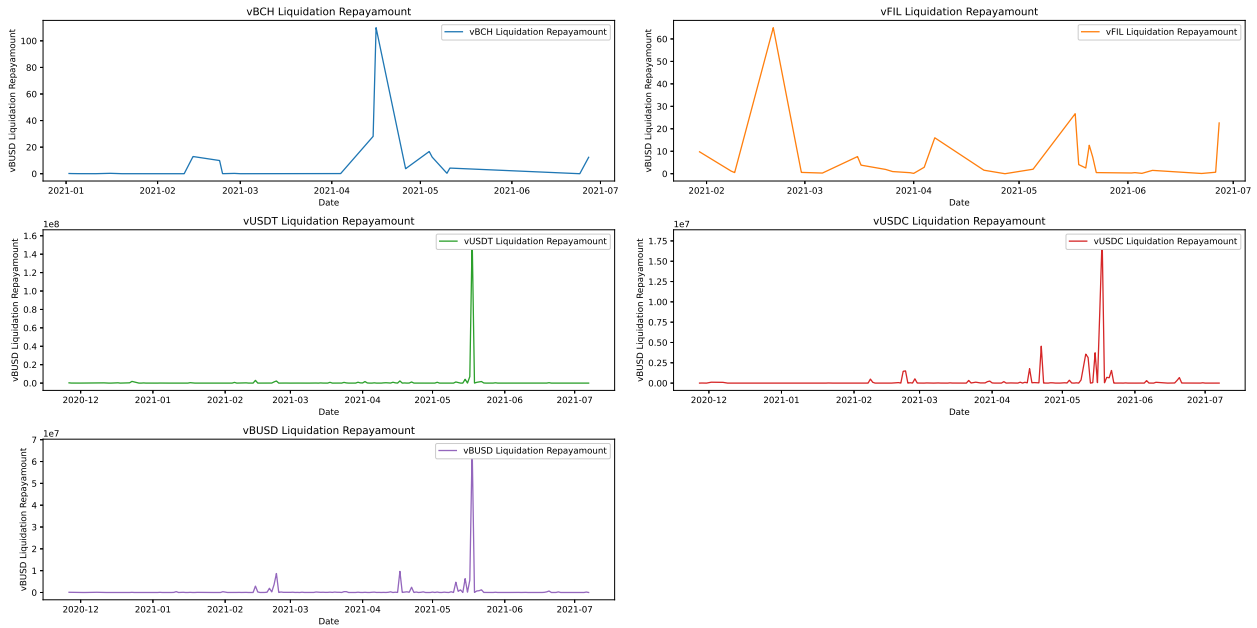 vBCH Liquidation Repayamount
vBCH Liquidation Repayamount
vBUSD Liquidation Repayamount
100
80
60
40
20
0
2021-01 2021-02 2021-03 2021-04 2021-05 2021-06 2021-07
Date
vFIL Liquidation Repayamount
vFIL Liquidation Repayamount
vBUSD Liquidation Repayamount
60
50
40
30
20
10
0
2021-02 2021-03 2021-04 2021-05 2021-06 2021-07
Date
vUSDT Liquidation Repayamount
1e8
vUSDT Liquidation Repayamount
vBUSD Liquidation Repayamount
1.6
1.4
1.2
1.0
0.8
0.6
0.4
0.2
0.0
2020-12 2021-01 2021-02 2021-03 2021-04 2021-05 2021-06 2021-07
Date
vUSDC Liquidation Repayamount
1e7
vUSDC Liquidation Repayamount
vBUSD Liquidation Repayamount
1.75
1.50
1.25
1.00
0.75
0.50
0.25
0.00
2020-12 2021-01 2021-02 2021-03 2021-04 2021-05 2021-06 2021-07
Date
vBUSD Liquidation Repayamount
1e7
vBUSD Liquidation Repayamount
vBUSD Liquidation Repayamount
7
6
5
4
3
2
1
0
2020-12 2021-01 2021-02 2021-03 2021-04 2021-05 2021-06 2021-07
Date